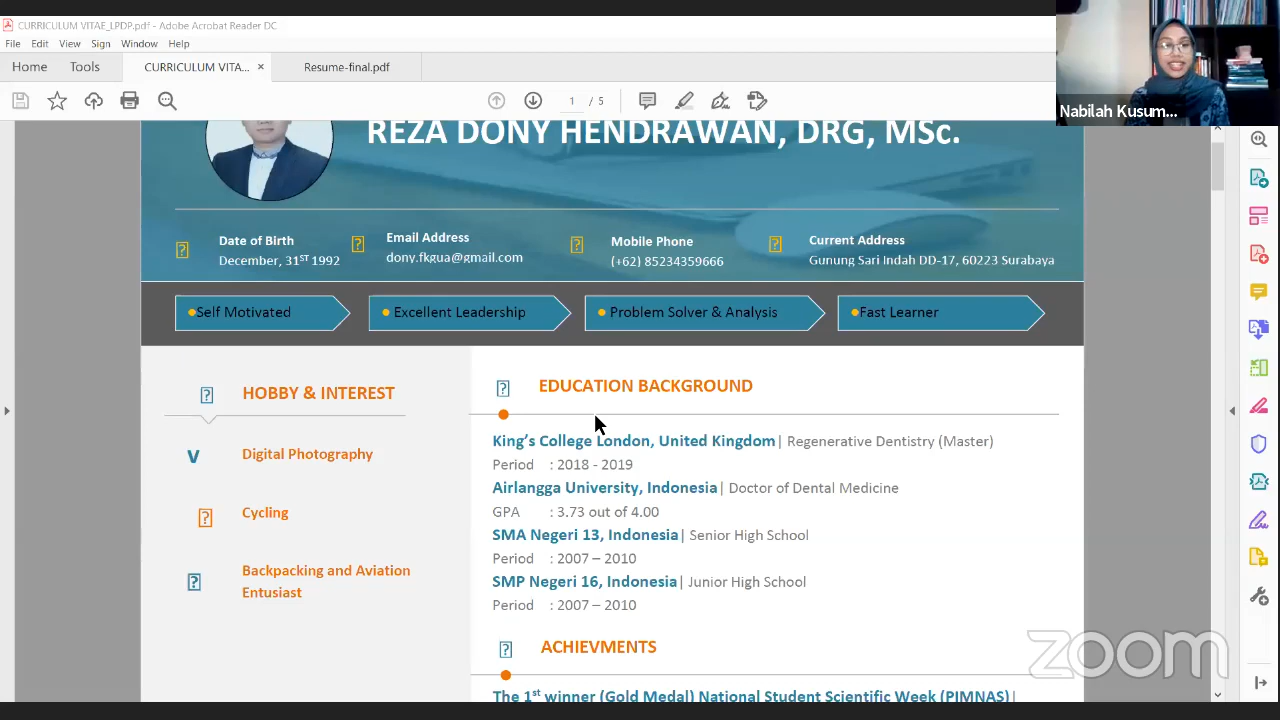 CURRICULUM VITAE_LPDP.pdf - Adobe Acrobat Reader DC
File Edit View Sign Window Help
Home Tools CURRICULUM VITA... × Resume-final.pdf
1 / 5
Nabilah Kusum...
REZA DONY HENDRAWAN, DRG, MSc.
Date of Birth
December, 31ST 1992
Email Address
dony.fkgua@gmail.com
Mobile Phone
(+62) 85234359666
Current Address
Gunung Sari Indah DD-17, 60223 Surabaya
Self Motivated
Excellent Leadership
Problem Solver & Analysis
Fast Learner
HOBBY & INTEREST
v Digital Photography
Cycling
Backpacking and Aviation
Entusiast
EDUCATION BACKGROUND
King's College London, United Kingdom| Regenerative Dentistry (Master)
Period : 2018 - 2019
Airlangga University, Indonesia| Doctor of Dental Medicine
GPA : 3.73 out of 4.00
SMA Negeri 13, Indonesia| Senior High School
Period : 2007 – 2010
SMP Negeri 16, Indonesia| Junior High School
Period : 2007 – 2010
ACHIEVMENTS
The 1st winner (Gold Medal) National Student Scientific Week (PIMNAS)|
zoom